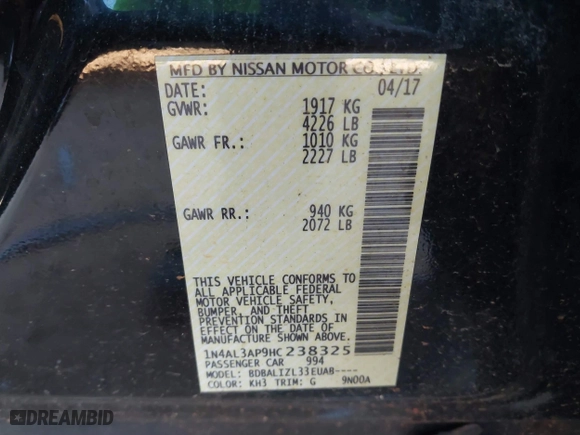 MFD BY NISSAN MOTOR CO., LTD.
DATE: 04/17
GVWR: 1917 KG
4226 LB
GAWR FR.: 1010 KG
2227 LB
GAWR RR.: 940 KG
2072 LB
THIS VEHICLE CONFORMS TO
ALL APPLICABLE FEDERAL
MOTOR VEHICLE SAFETY,
BUMPER, AND THEFT
PREVENTION STANDARDS IN
EFFECT ON THE DATE OF
MANUFACTURE SHOWN ABOVE
1N4AL3AP9HC238325
PASSENGER CAR 994
MODEL: BDBALIZL33EUAB----
COLOR: KH3 TRIM: G 9N00A
DREAMBID